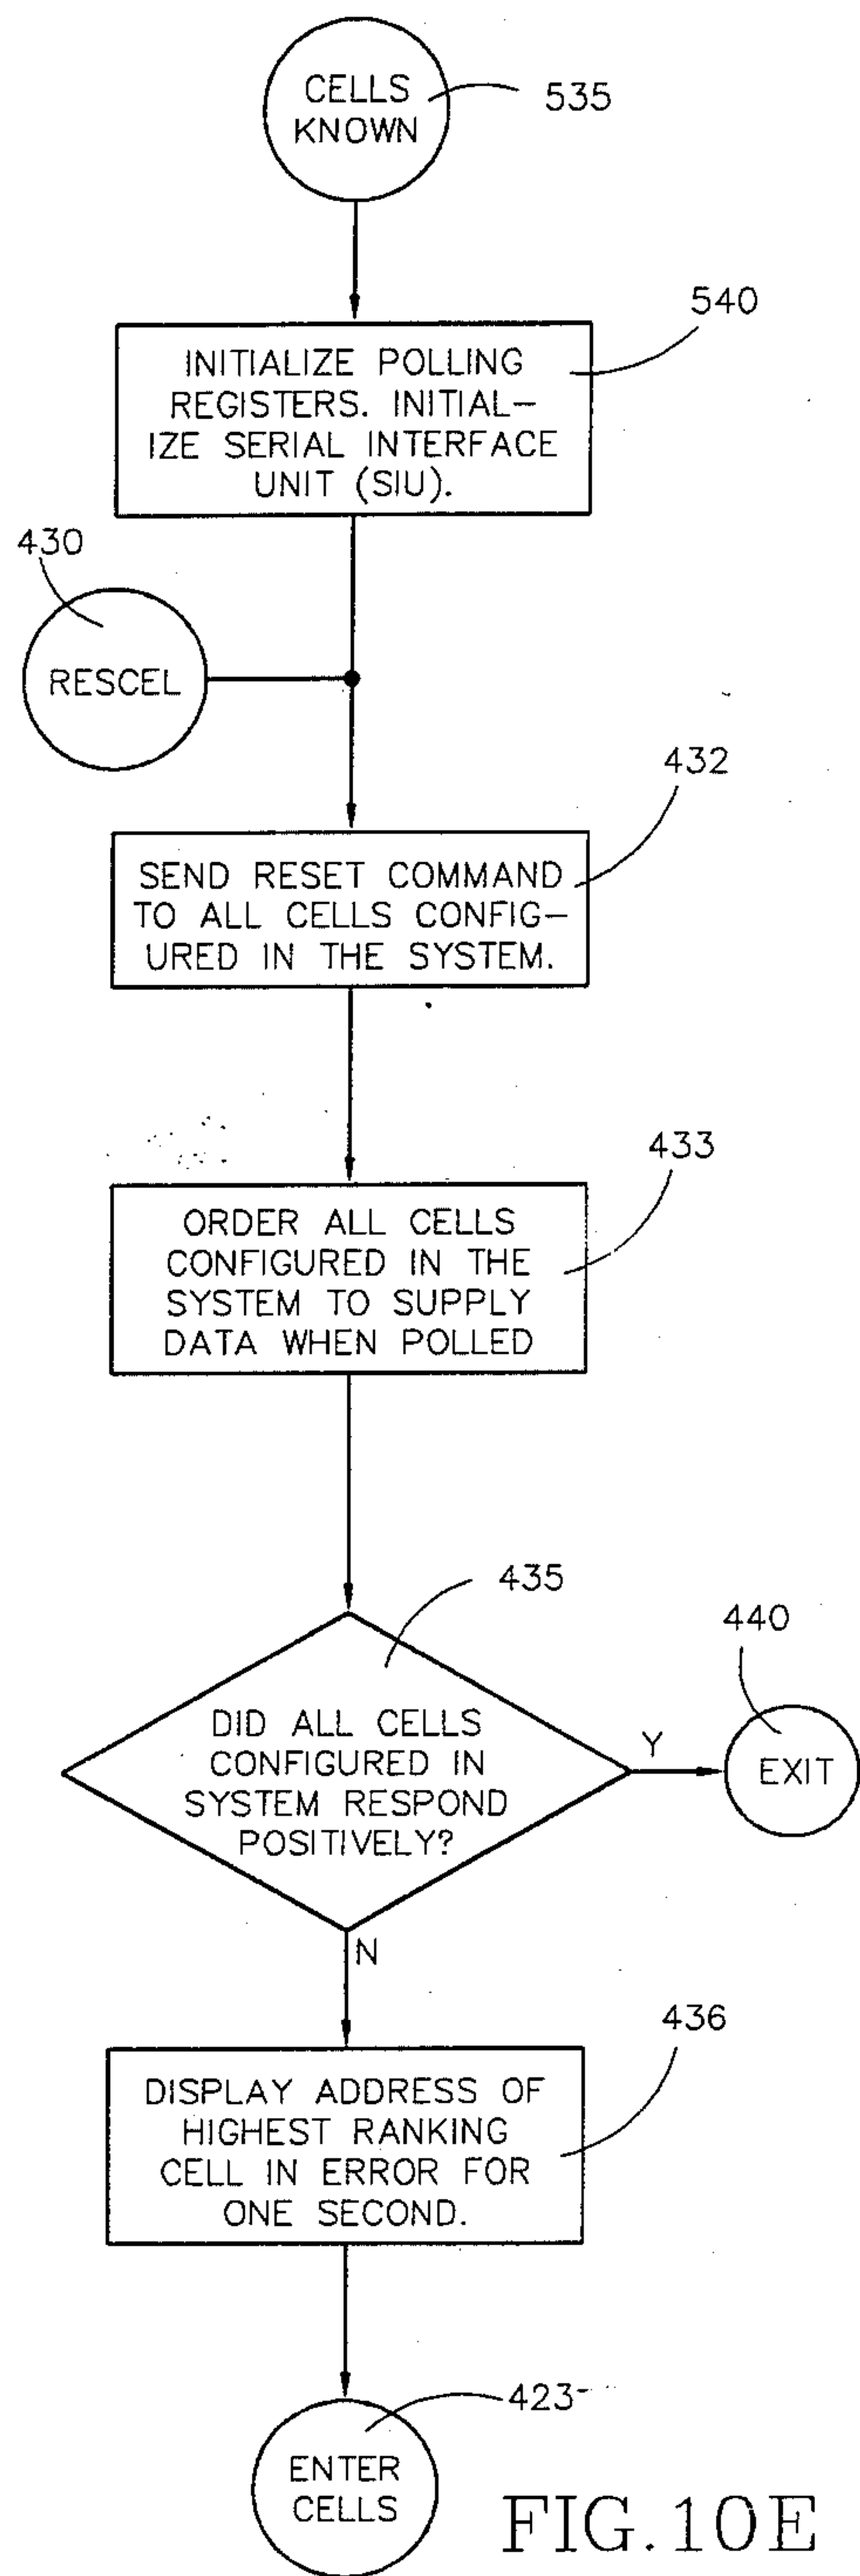 CELLS
KNOWN
535
540
INITIALIZE POLLING
REGISTERS. INITIAL-
IZE SERIAL INTERFACE
UNIT (SIU).
430
RESCEL
432
SEND RESET COMMAND
TO ALL CELLS CONFIG-
URED IN THE SYSTEM.
433
ORDER ALL CELLS
CONFIGURED IN THE
SYSTEM TO SUPPLY
DATA WHEN POLLED
435
DID ALL CELLS
CONFIGURED IN
SYSTEM RESPOND
POSITIVELY?
Y
440
EXIT
N
436
DISPLAY ADDRESS OF
HIGHEST RANKING
CELL IN ERROR FOR
ONE SECOND.
423
ENTER
CELLS
FIG. 10E